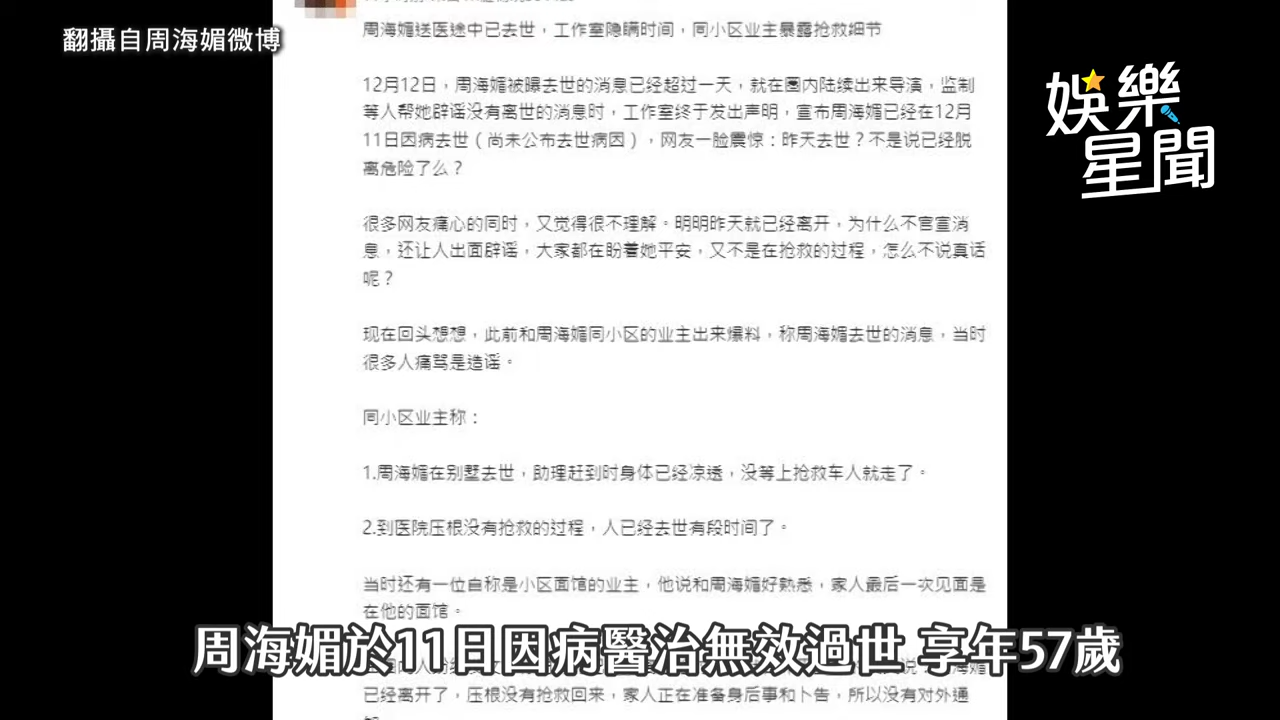 翻攝自周海媚微博
娛樂
星聞
周海媚送医途中已去世，工作室隐瞒时间，同小区业主暴露抢救细节
12月12日，周海媚被曝去世的消息已经超过一天，就在圈内陆续出来导演，监制
等人帮她辟谣没有离世的消息时，工作室终于发出声明，宣布周海媚已经在12月
11日因病去世（尚未公布去世病因），网友一脸震惊：昨天去世？不是说已经脱
离危险了么？
很多网友痛心的同时，又觉得很不理解。明明昨天就已经离开，为什么不官宣消
息，还让人出面辟谣，大家都在盼着她平安，又不是在抢救的过程，怎么不说真话
呢？
现在回头想想，此前和周海媚同小区的业主出来爆料，称周海媚去世的消息，当时
很多人痛骂是造谣。
同小区业主称：
1.周海媚在别墅去世，助理赶到时身体已经凉透，没等上抢救车人就走了。
2.到医院压根没有抢救的过程，人已经去世有段时间了。
当时还有一位自称是小区面馆的业主，他说和周海媚好熟悉，家人最后一次见面是
在他的面馆。
周海媚於11日因病醫治無效過世 享年57歲
已经离开了，压根没有抢救回来，家人正在准备身后事和卜告，所以没有对外通